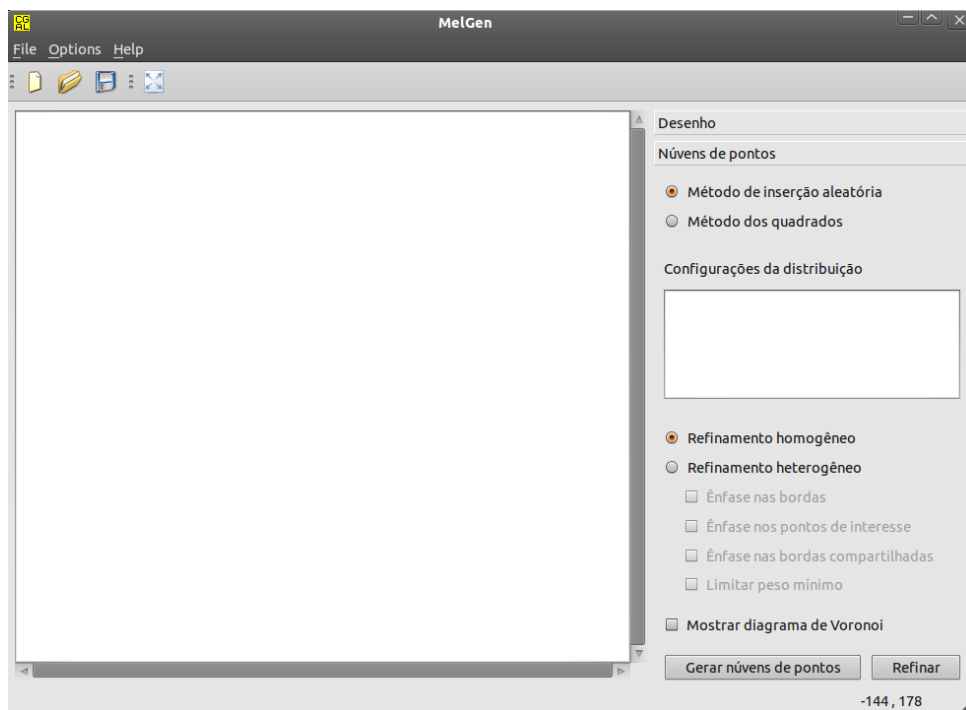 CG
AL
MelGen
File Options Help
Desenho
Núvens de pontos
Método de inserção aleatória
Método dos quadrados
Configurações da distribuição
Refinamento homogêneo
Refinamento heterogêneo
Ênfase nas bordas
Ênfase nos pontos de interesse
Ênfase nas bordas compartilhadas
Limitar peso mínimo
Mostrar diagrama de Voronoi
Gerar núvens de pontos Refinar
-144 , 178